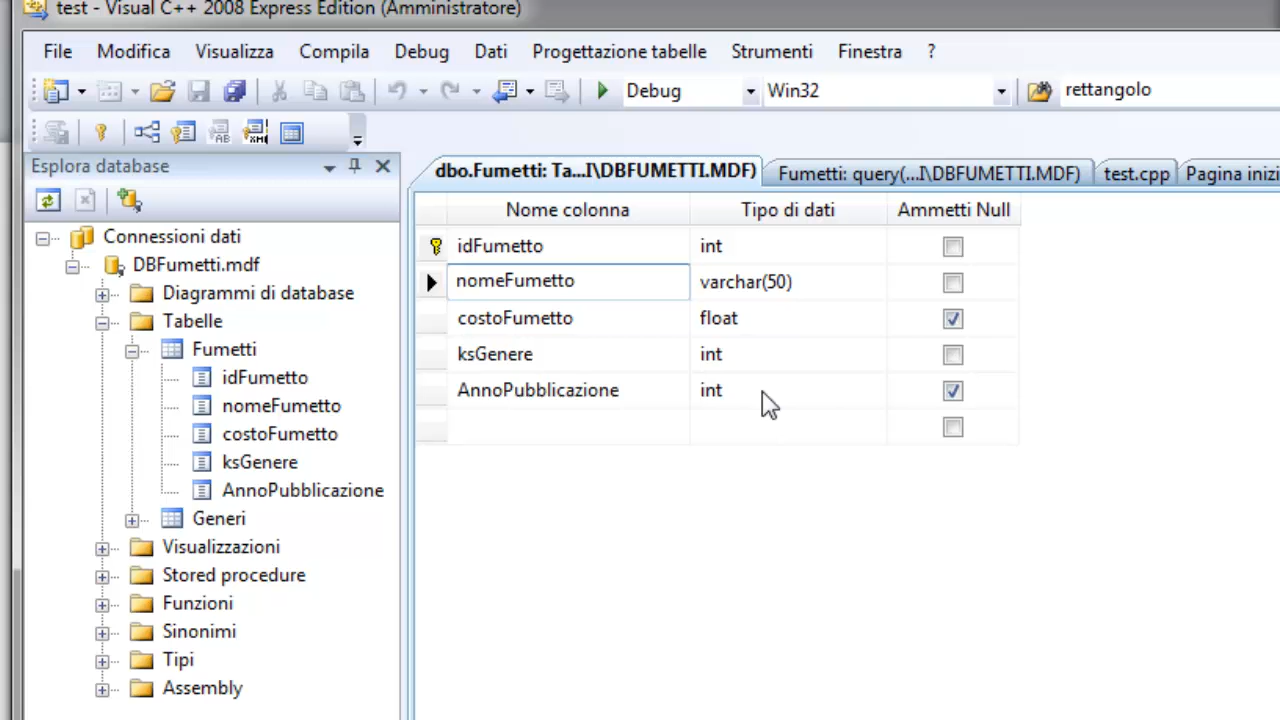 test - Visual C++ 2008 Express Edition (Amministratore)
File Modifica Visualizza Compila Debug Dati Progettazione tabelle Strumenti Finestra ?
Debug Win32 rettangolo
Esplora database
dbo.Fumetti: Ta...I\DBFUMETTI.MDF) Fumetti: query(...I\DBFUMETTI.MDF) test.cpp Pagina inizi
Nome colonna Tipo di dati Ammetti Null
idFumetto int
nomeFumetto varchar(50)
costoFumetto float
ksGenere int
AnnoPubblicazione int
Connessioni dati
DBFumetti.mdf
Diagrammi di database
Tabelle
Fumetti
idFumetto
nomeFumetto
costoFumetto
ksGenere
AnnoPubblicazione
Generi
Visualizzazioni
Stored procedure
Funzioni
Sinonimi
Tipi
Assembly